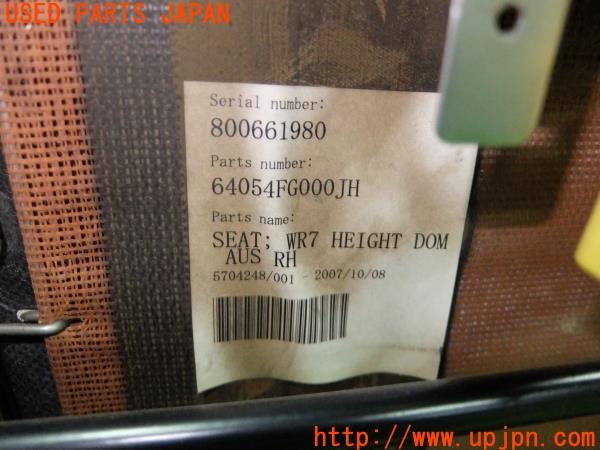 USED PARTS JAPAN
Serial number:
800661980
Parts number:
64054FG000JH
Parts name:
SEAT; WR7 HEIGHT DOM
AUS RH
5704248/001 - 2007/10/08
http://www.upjpn.com